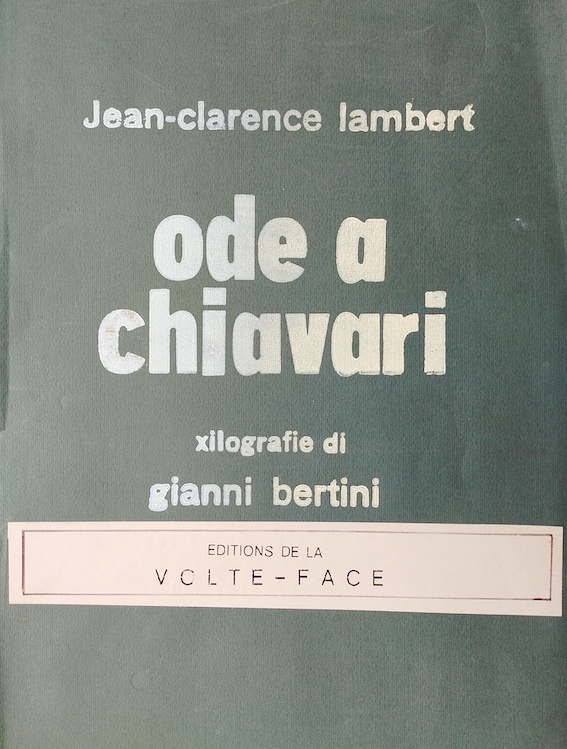 Jean-clarence lambert
ode a
chiavari
xilografie di
gianni bertini
EDITIONS DE LA
VOLTE-FACE